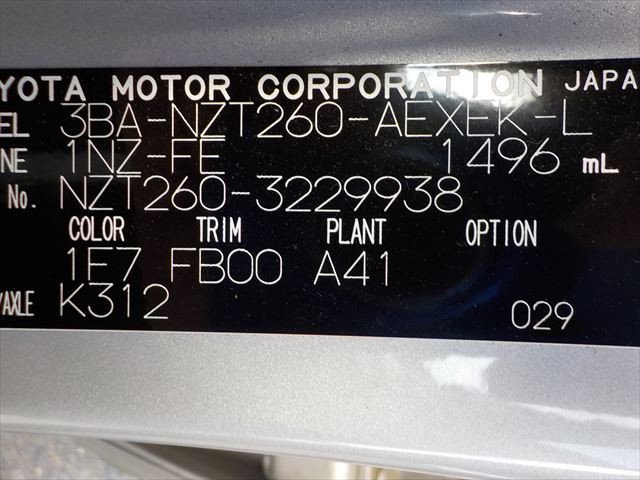 YOTA MOTOR CORPORATION JAPA
EL 3BA-NZT260-AEXEK-L
NE 1NZ-FE 1496 mL
No. NZT260-3229938
COLOR TRIM PLANT OPTION
1E7 FB00 A41
/AXLE K312 029